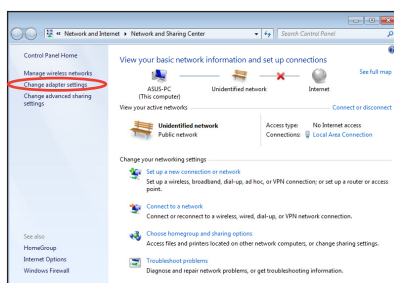 « Network and Internet ▸ Network and Sharing Center
Search Control Panel
Control Panel Home
Manage wireless networks
Change adapter settings
Change advanced sharing
settings
See also
HomeGroup
Internet Options
Windows Firewall
View your basic network information and set up connections
See full map
ASUS-PC
(This computer)
Unidentified network
Internet
View your active networks
Connect or disconnect
Unidentified network
Public network
Access type: No Internet access
Connections: Local Area Connection
Change your networking settings
Set up a new connection or network
Set up a wireless, broadband, dial-up, ad hoc, or VPN connection; or set up a router or access
point.
Connect to a network
Connect or reconnect to a wireless, wired, dial-up, or VPN network connection.
Choose homegroup and sharing options
Access files and printers located on other network computers, or change sharing settings.
Troubleshoot problems
Diagnose and repair network problems, or get troubleshooting information.